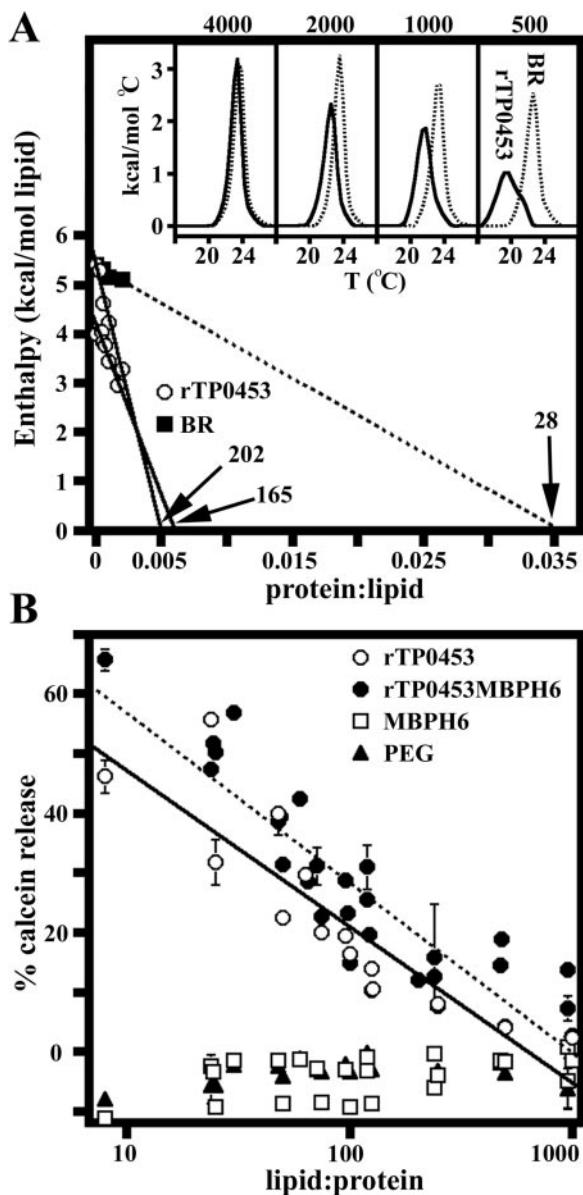 A
4000 2000 1000 500
kcal/mol °C
3
2
1
0
rTP0453
BR
20 24 20 24 20 24 20 24
T (°C)
Enthalpy (kcal/mol lipid)
6
5
4
3
2
1
0
rTP0453
BR
202
165
28
0 0.005 0.015 0.025 0.035
protein:lipid
B
rTP0453
rTP0453MBPH6
MBPH6
PEG
% calcein release
60
40
20
0
10 100 1000
lipid:protein